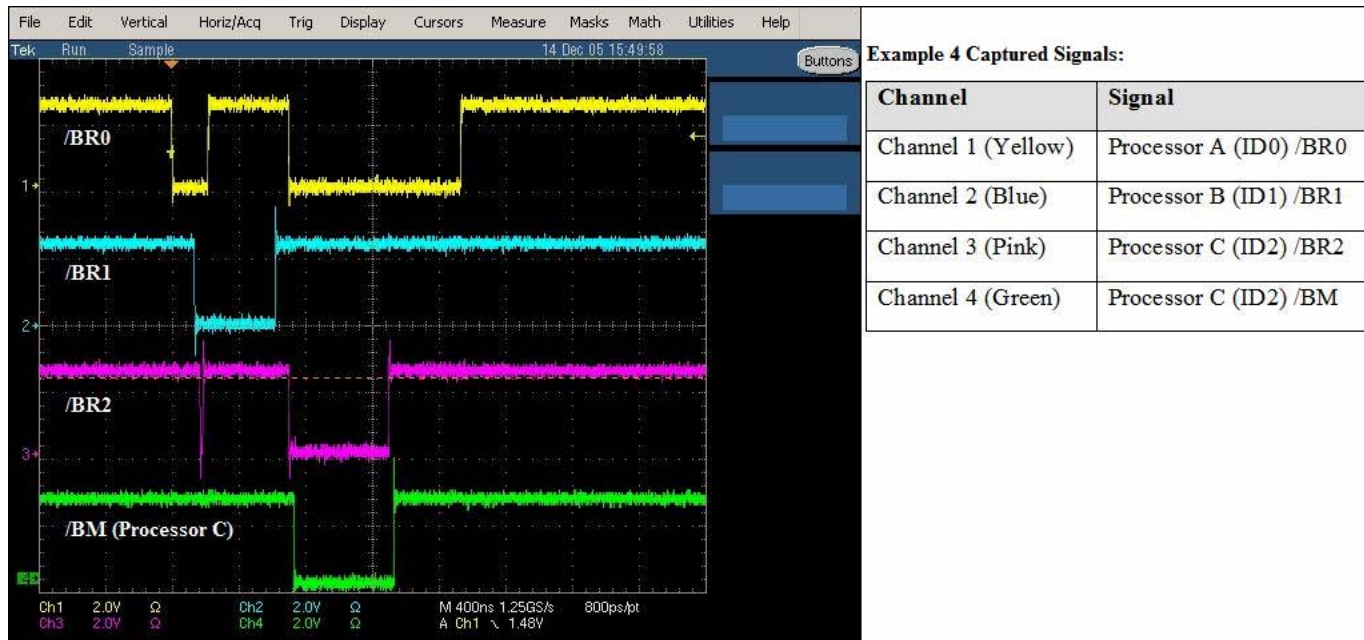 File Edit Vertical Horiz/Acq Trig Display Cursors Measure Masks Math Utilities Help
Tek Run Sample 14 Dec 05 15:49:58
Buttons
/BR0
1
/BR1
2
/BR2
3
/BM (Processor C)
4
Ch1 2.0V Ω Ch2 2.0V Ω M 400ns 1.25GS/s 800ps/pt
Ch3 2.0V Ω Ch4 2.0V Ω A Ch1 \ 1.48V
Example 4 Captured Signals:
Channel Signal
Channel 1 (Yellow) Processor A (ID0) /BR0
Channel 2 (Blue) Processor B (ID1) /BR1
Channel 3 (Pink) Processor C (ID2) /BR2
Channel 4 (Green) Processor C (ID2) /BM